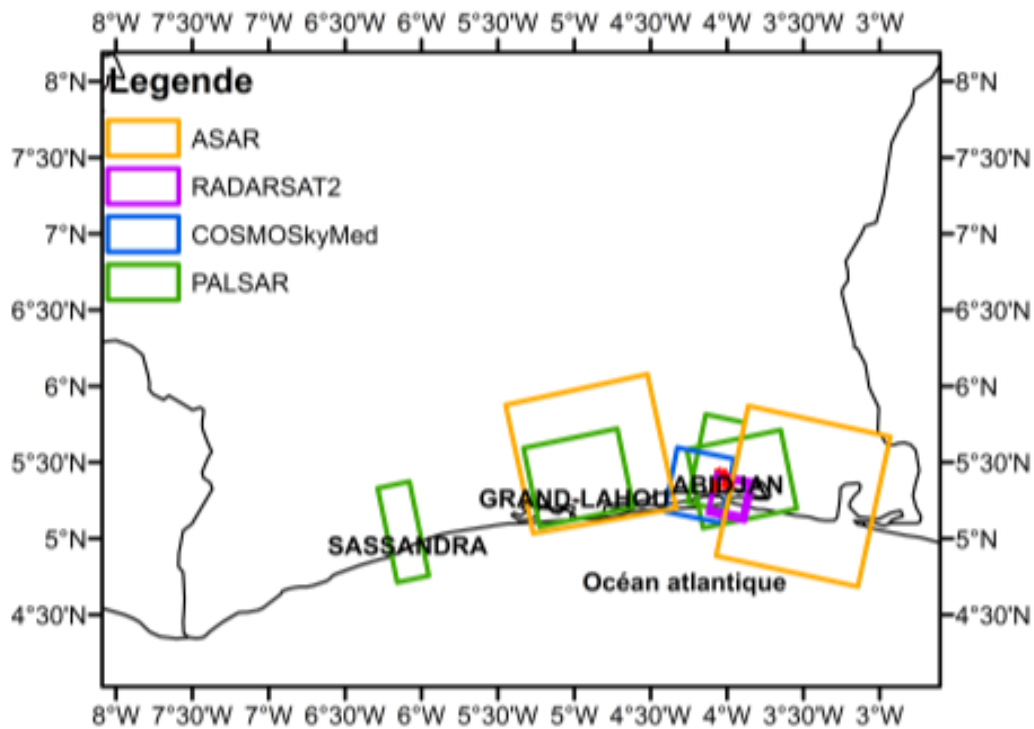 8°W 7°30'W 7°W 6°30'W 6°W 5°30'W 5°W 4°30'W 4°W 3°30'W 3°W
Legende
ASAR
RADARSAT2
COSMOSkyMed
PALSAR
8°N 8°N
7°30'N 7°30'N
7°N 7°N
6°30'N 6°30'N
6°N 6°N
5°30'N 5°30'N
ABIDJAN
GRAND-LAHOU
5°N 5°N
SASSANDRA
Océan atlantique
4°30'N 4°30'N
8°W 7°30'W 7°W 6°30'W 6°W 5°30'W 5°W 4°30'W 4°W 3°30'W 3°W